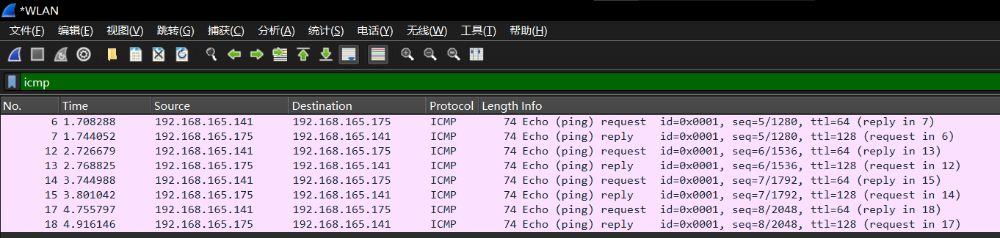 *WLAN
文件(F) 编辑(E) 视图(V) 跳转(G) 捕获(C) 分析(A) 统计(S) 电话(Y) 无线(W) 工具(T) 帮助(H)
icmp
No. Time Source Destination Protocol Length Info
6 1.708288 192.168.165.141 192.168.165.175 ICMP 74 Echo (ping) request id=0x0001, seq=5/1280, ttl=64 (reply in 7)
7 1.744052 192.168.165.175 192.168.165.141 ICMP 74 Echo (ping) reply id=0x0001, seq=5/1280, ttl=128 (request in 6)
12 2.726679 192.168.165.141 192.168.165.175 ICMP 74 Echo (ping) request id=0x0001, seq=6/1536, ttl=64 (reply in 13)
13 2.768825 192.168.165.175 192.168.165.141 ICMP 74 Echo (ping) reply id=0x0001, seq=6/1536, ttl=128 (request in 12)
14 3.744988 192.168.165.141 192.168.165.175 ICMP 74 Echo (ping) request id=0x0001, seq=7/1792, ttl=64 (reply in 15)
15 3.801042 192.168.165.175 192.168.165.141 ICMP 74 Echo (ping) reply id=0x0001, seq=7/1792, ttl=128 (request in 14)
17 4.755797 192.168.165.141 192.168.165.175 ICMP 74 Echo (ping) request id=0x0001, seq=8/2048, ttl=64 (reply in 18)
18 4.916146 192.168.165.175 192.168.165.141 ICMP 74 Echo (ping) reply id=0x0001, seq=8/2048, ttl=128 (request in 17)